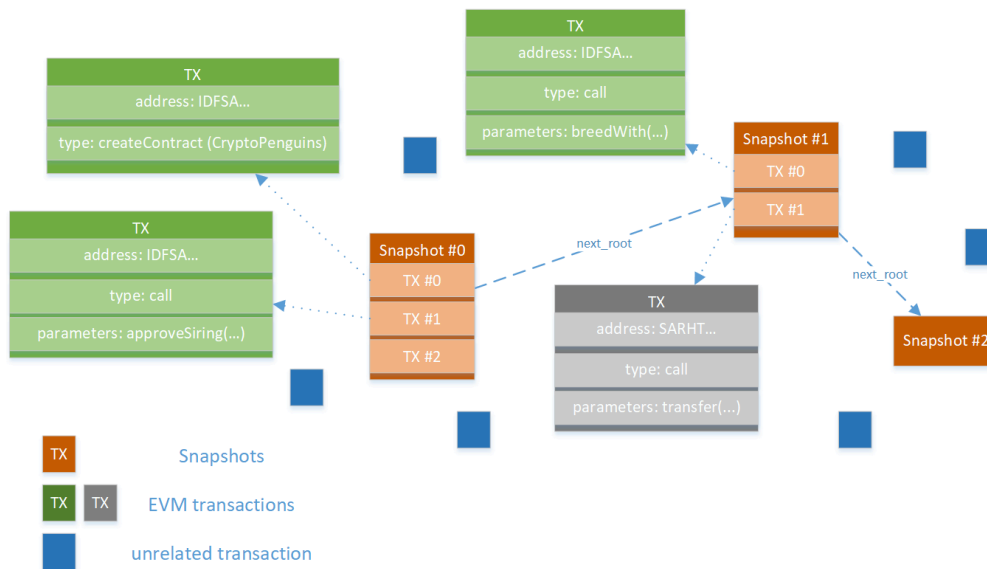 TX
address: IDFSA...
type: call
parameters: breedWith(...)
TX
address: IDFSA...
type: createContract (CryptoPenguins)
Snapshot #1
TX #0
TX #1
TX
address: IDFSA...
type: call
parameters: approveSiring(...)
Snapshot #0
TX #0
TX #1
TX #2
next_root
next_root
TX
address: SARHT...
type: call
parameters: transfer(...)
Snapshot #2
TX Snapshots
TX TX EVM transactions
unrelated transaction